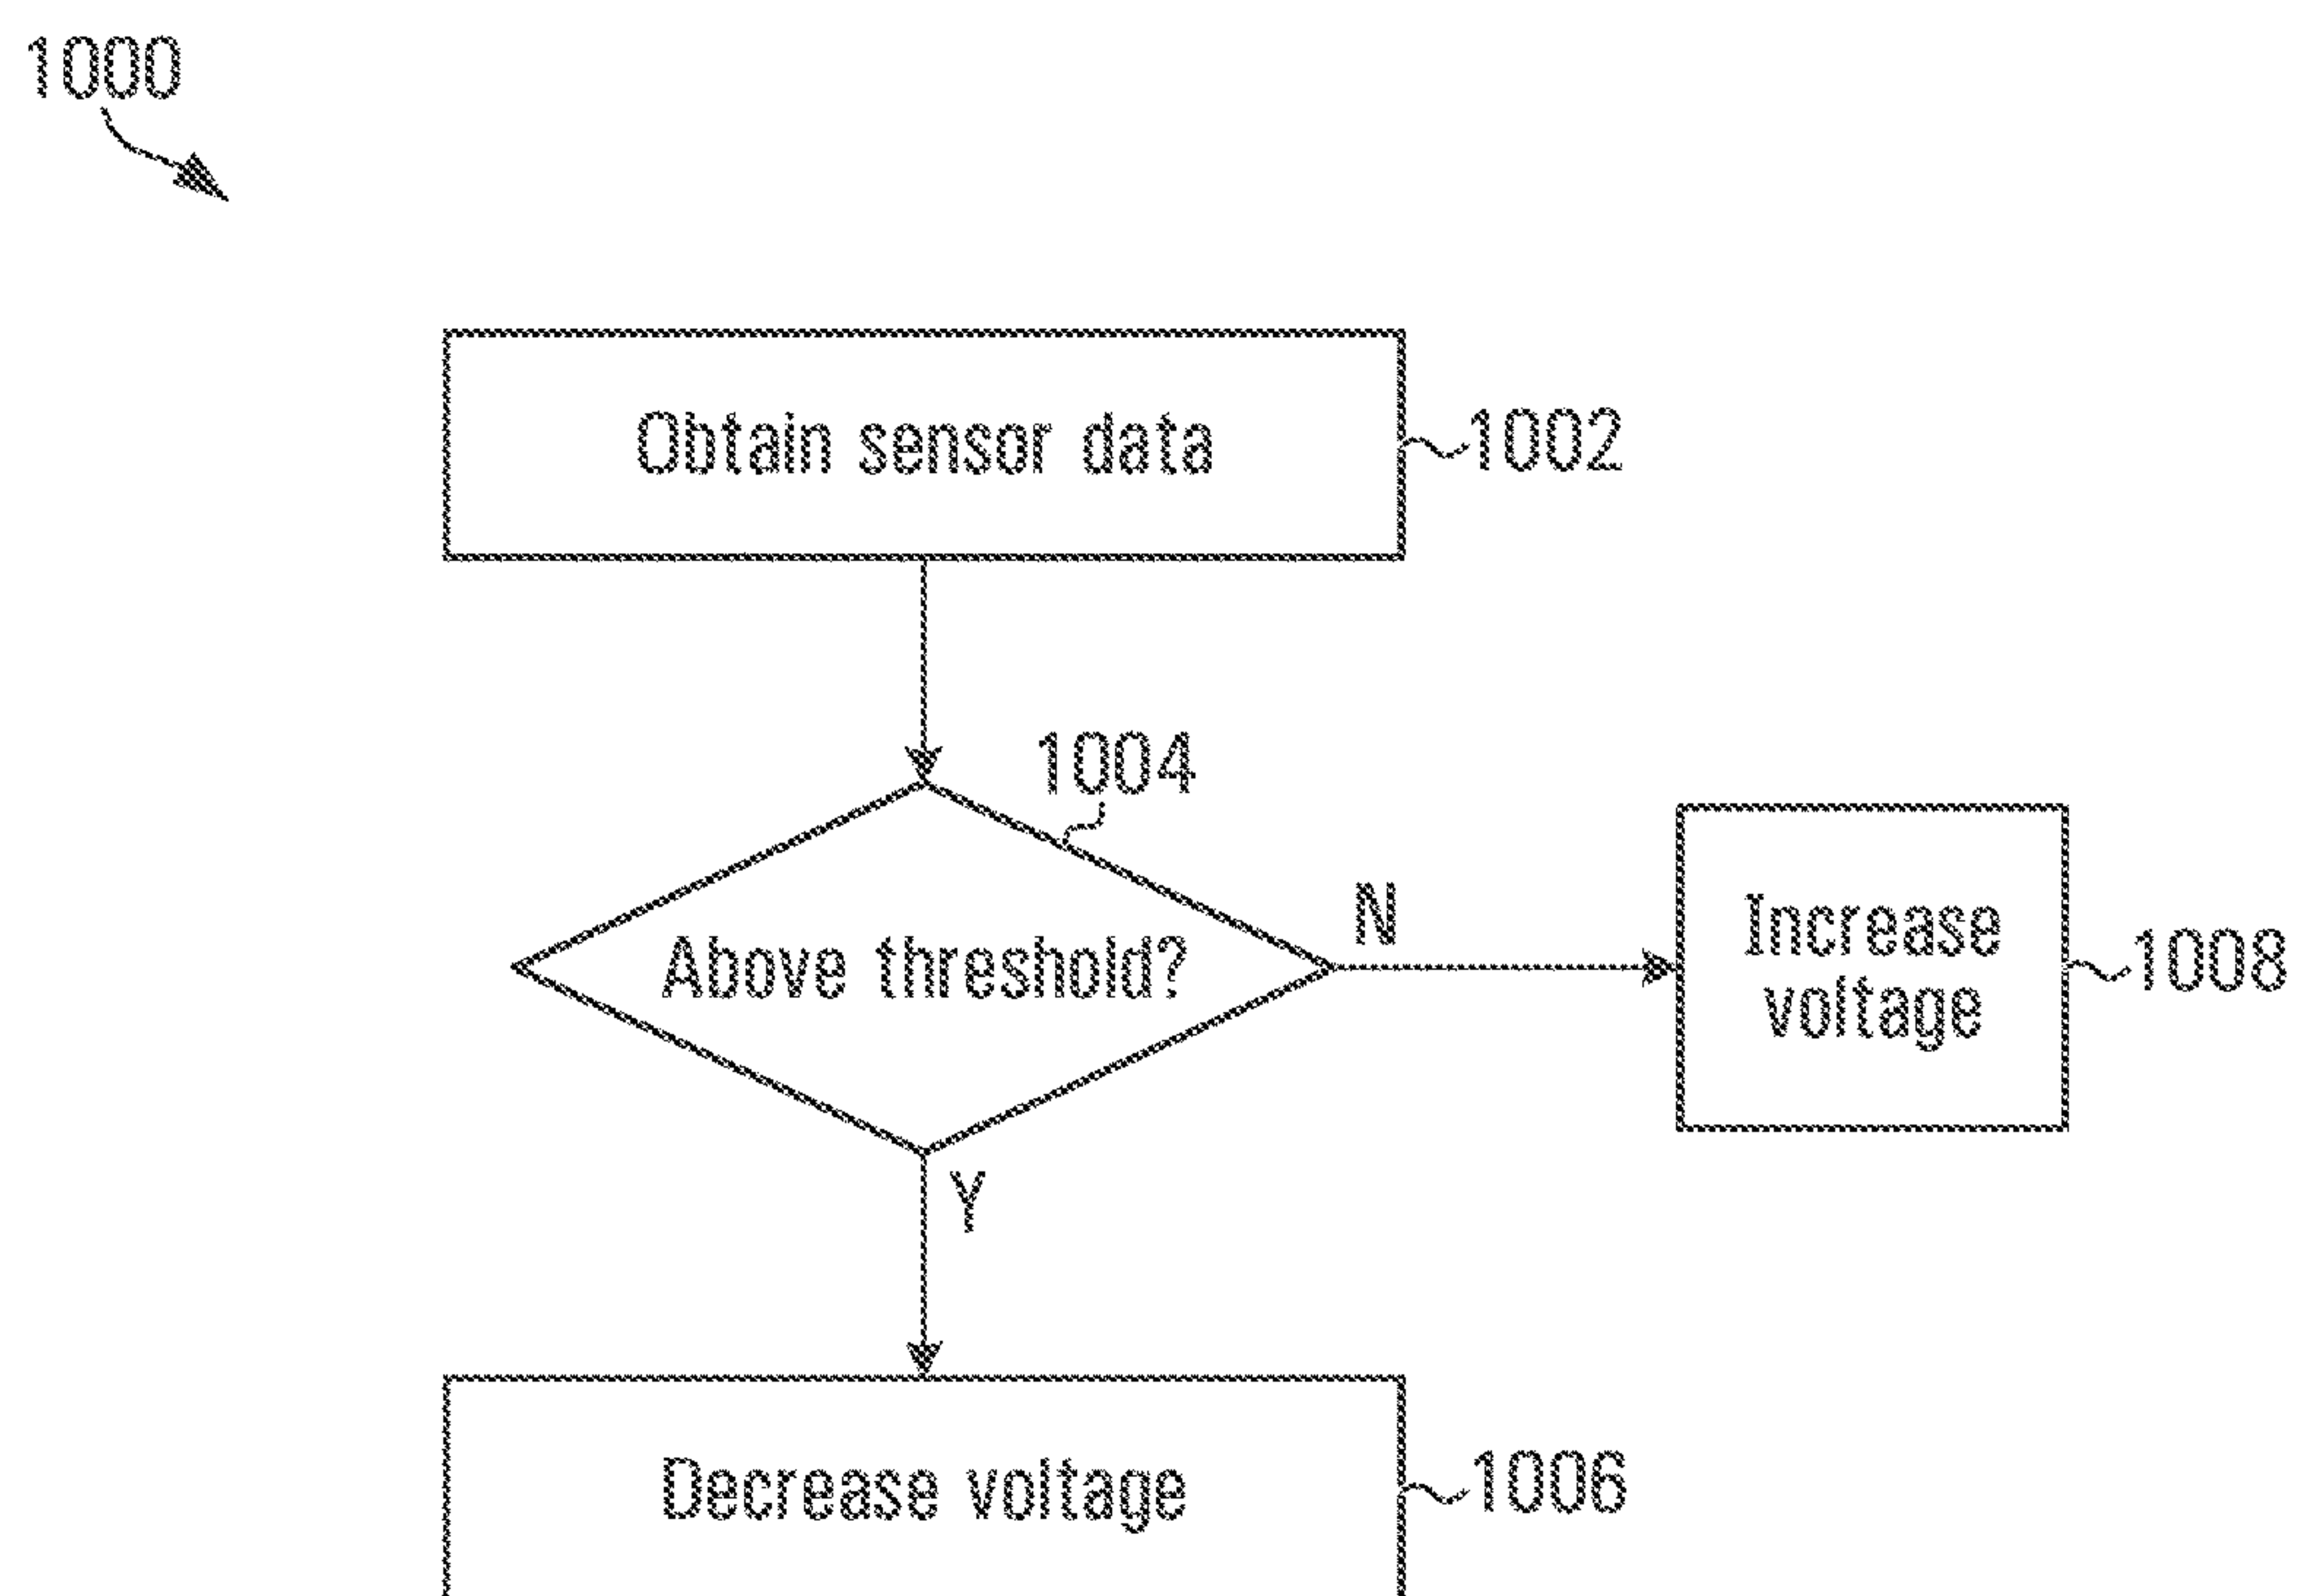 1000
Obtain sensor data
1002
1004
Above threshold?
N
Increase
voltage
1008
Y
Decrease voltage
1006